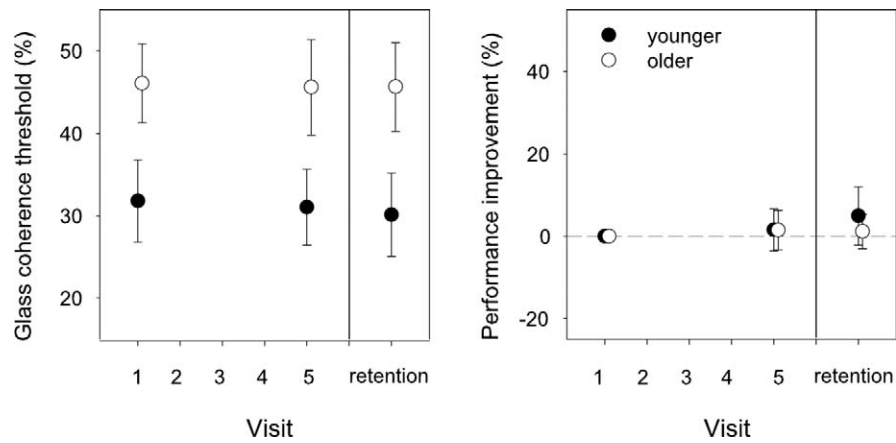 Glass coherence threshold (%)
50
40
30
20
1 2 3 4 5 retention
Visit
Performance improvement (%)
younger
older
40
20
0
-20
1 2 3 4 5 retention
Visit